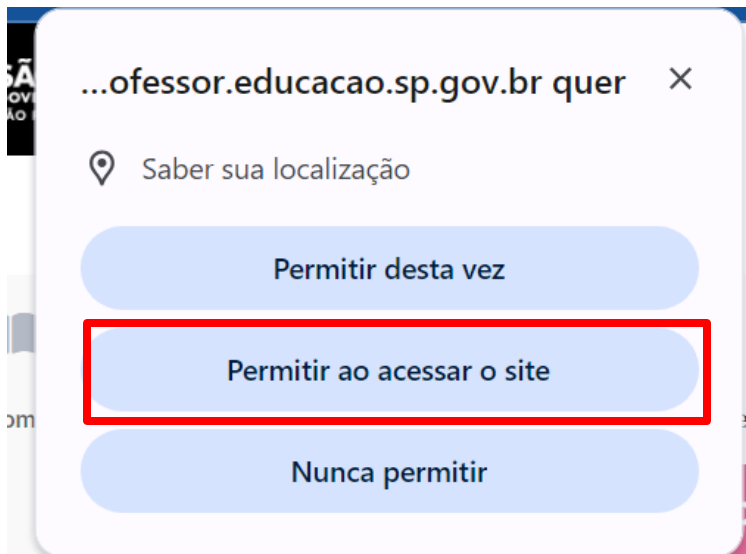 ...ofessor.educacao.sp.gov.br quer
Saber sua localização
Permitir desta vez
Permitir ao acessar o site
Nunca permitir